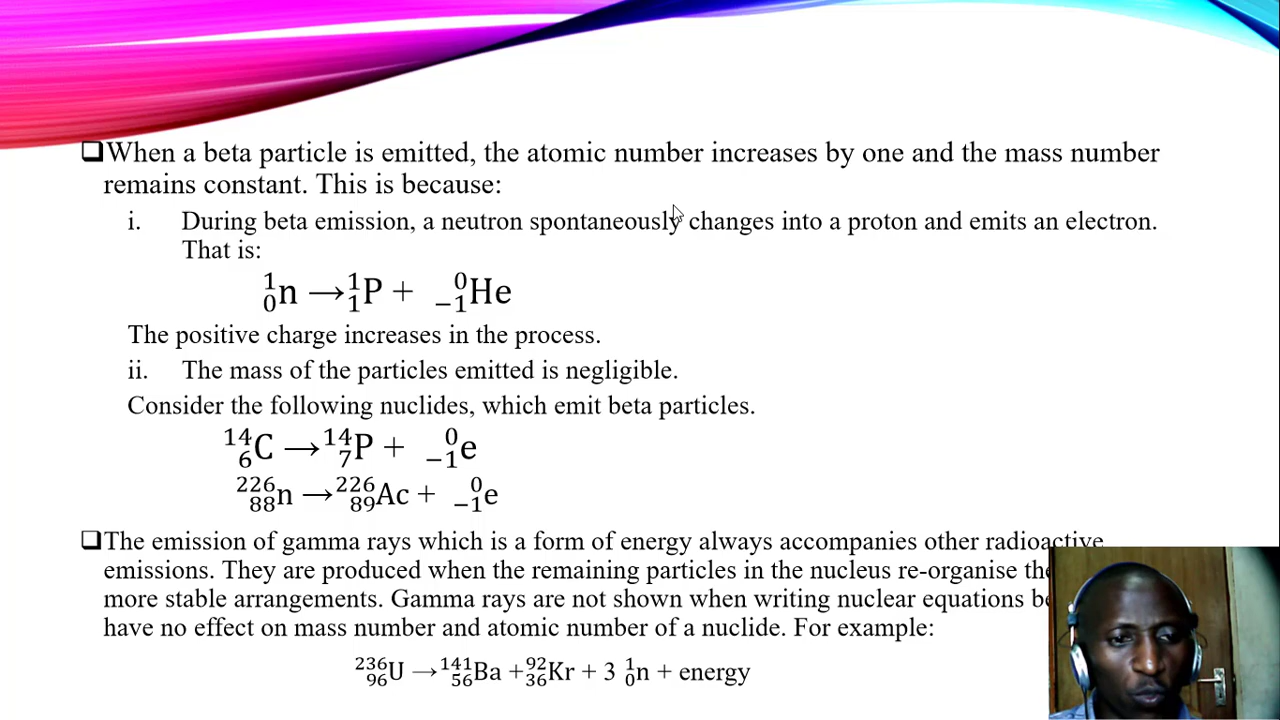 ❑When a beta particle is emitted, the atomic number increases by one and the mass number
remains constant. This is because:
i. During beta emission, a neutron spontaneously changes into a proton and emits an electron.
That is:
¹₀n →¹₁P + ⁰₋₁He
The positive charge increases in the process.
ii. The mass of the particles emitted is negligible.
Consider the following nuclides, which emit beta particles.
¹⁴₆C →¹⁴₇P + ⁰₋₁e
²²⁶₈₈n →²²⁶₈₉Ac + ⁰₋₁e
❑The emission of gamma rays which is a form of energy always accompanies other radioactive
emissions. They are produced when the remaining particles in the nucleus re-organise
more stable arrangements. Gamma rays are not shown when writing nuclear equations
have no effect on mass number and atomic number of a nuclide. For example:
²³⁶₉₆U →¹⁴¹₅₆Ba +⁹²₃₆Kr + 3 ¹₀n + energy